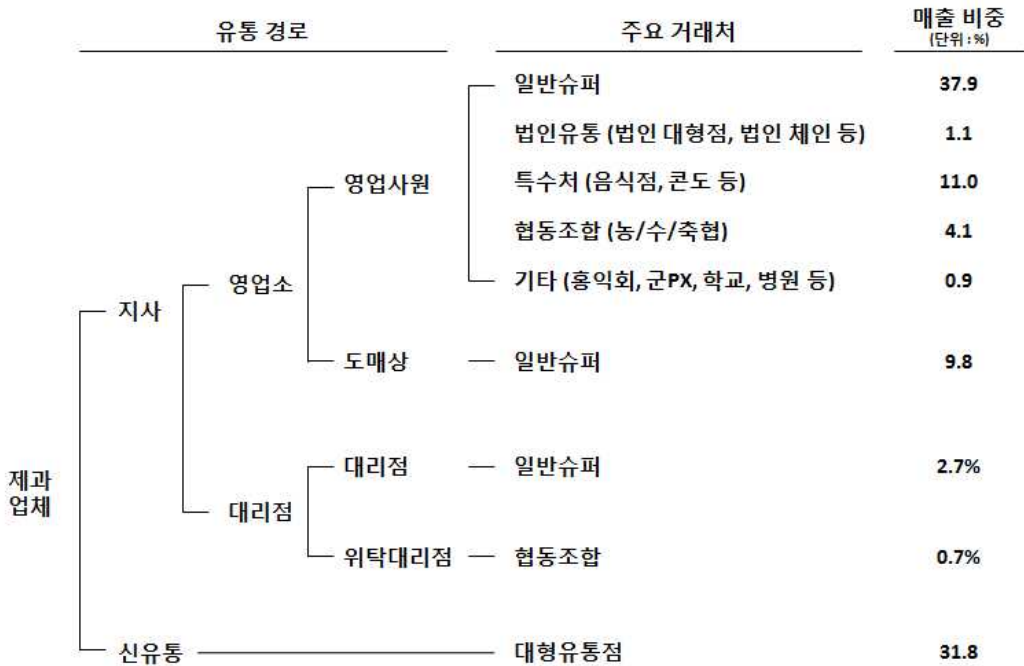 유통 경로
주요 거래처
매출 비중
(단위 : %)
일반슈퍼
37.9
법인유통 (법인 대형점, 법인 체인 등)
1.1
영업사원
특수처 (음식점, 콘도 등)
11.0
협동조합 (농/수/축협)
4.1
영업소
기타 (홍익회, 군PX, 학교, 병원 등)
0.9
지사
도매상
일반슈퍼
9.8
제과
업체
대리점
일반슈퍼
2.7%
대리점
위탁대리점
협동조합
0.7%
신유통
대형유통점
31.8